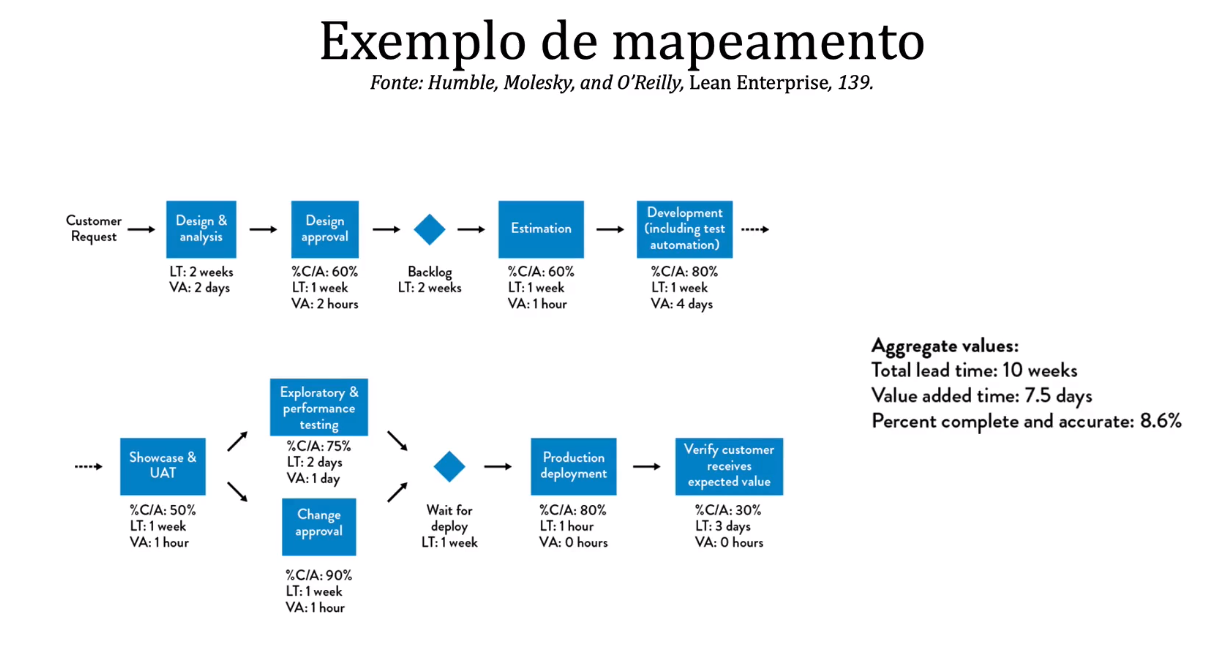 Exemplo de mapeamento
Fonte: Humble, Molesky, and O’Reilly, Lean Enterprise, 139.
Customer
Request
Design &
analysis
LT: 2 weeks
VA: 2 days
Design
approval
%C/A: 60%
LT: 1 week
VA: 2 hours
Backlog
LT: 2 weeks
Estimation
%C/A: 60%
LT: 1 week
VA: 1 hour
Development
(including test
automation)
%C/A: 80%
LT: 1 week
VA: 4 days
Aggregate values:
Total lead time: 10 weeks
Value added time: 7.5 days
Percent complete and accurate: 8.6%
Showcase &
UAT
%C/A: 50%
LT: 1 week
VA: 1 hour
Exploratory &
performance
testing
%C/A: 75%
LT: 2 days
VA: 1 day
Change
approval
%C/A: 90%
LT: 1 week
VA: 1 hour
Wait for
deploy
LT: 1 week
Production
deployment
%C/A: 80%
LT: 1 hour
VA: 0 hours
Verify customer
receives
expected value
%C/A: 30%
LT: 3 days
VA: 0 hours